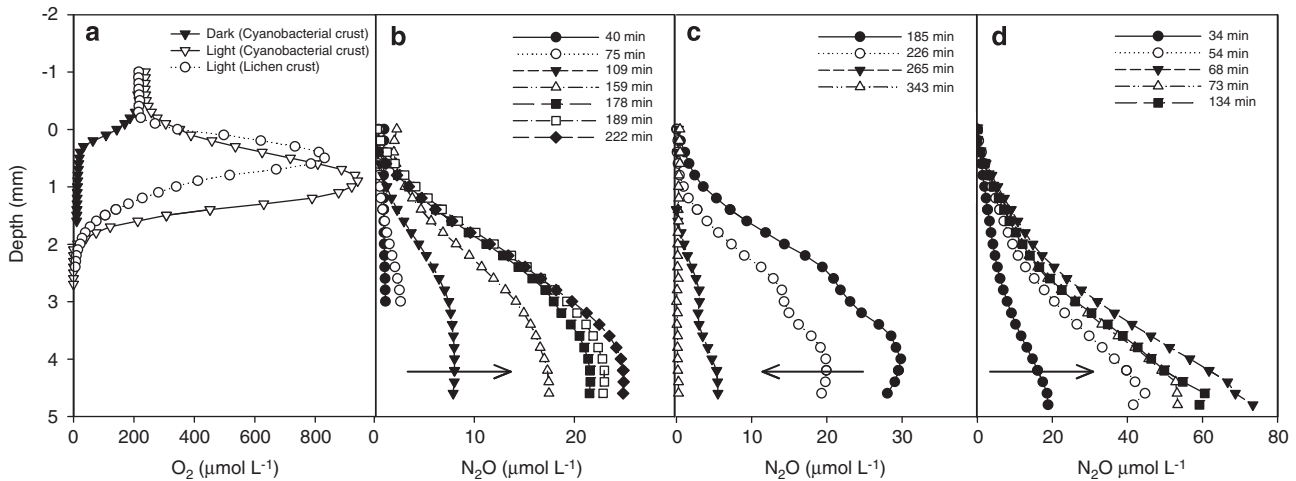 a
Dark (Cyanobacterial crust)
Light (Cyanobacterial crust)
Light (Lichen crust)
b
40 min
75 min
109 min
159 min
178 min
189 min
222 min
c
185 min
226 min
265 min
343 min
d
34 min
54 min
68 min
73 min
134 min
-2
-1
0
1
2
3
4
5
Depth (mm)
0 200 400 600 800
0 10 20
0 10 20 30 40
0 20 40 60 80
O₂ (μmol L⁻¹)
N₂O (μmol L⁻¹)
N₂O (μmol L⁻¹)
N₂O μmol L⁻¹